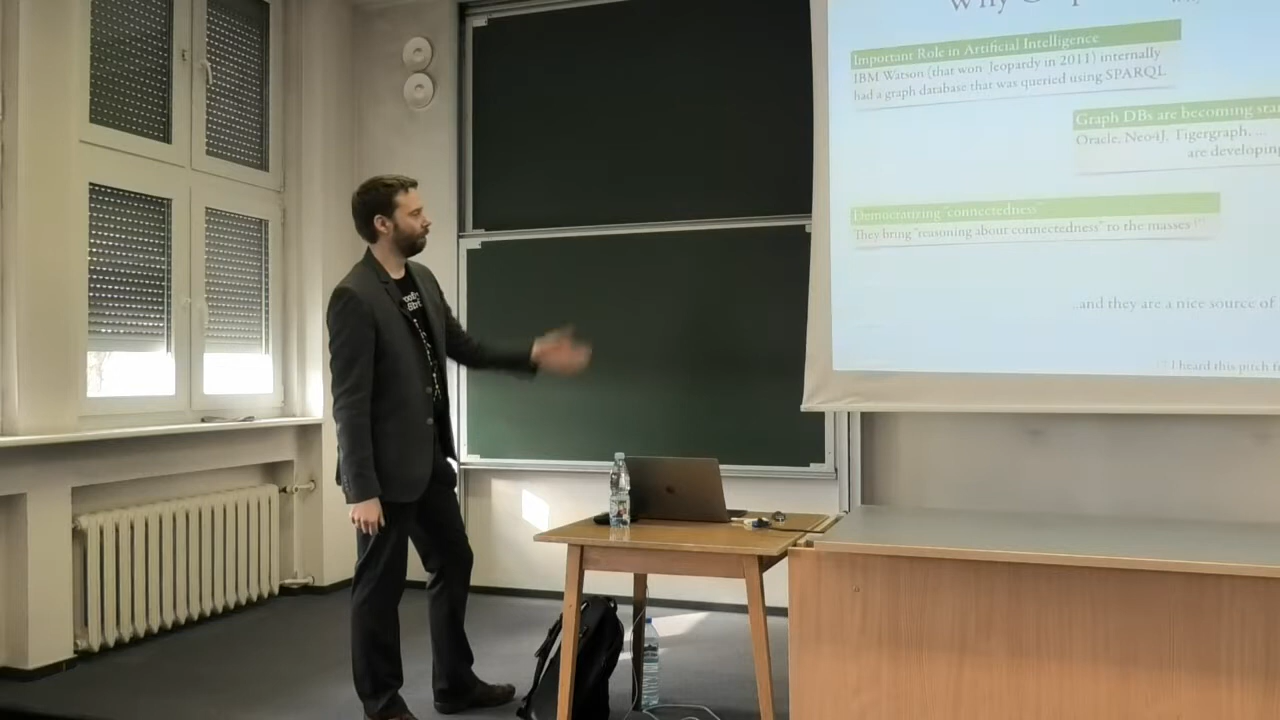 Why
Important Role in Artificial Intelligence
IBM Watson (that won Jeopardy in 2011) internally
had a graph database that was queried using SPARQL
Graph DBs are becoming
Oracle, Neo4J, Tigergraph, ...
are developing
Democratizing "connectedness"
They bring "reasoning about connectedness" to the masses
...and they are a nice source of
I heard this pitch